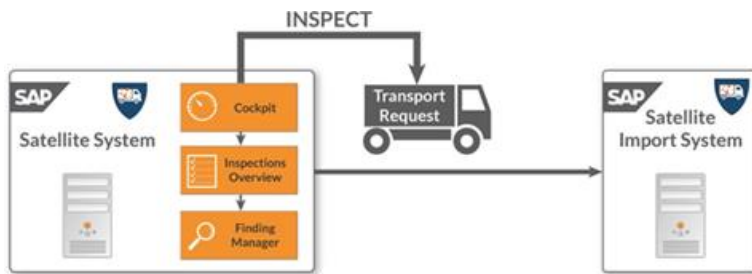 INSPECT
SAP
Satellite System
Cockpit
Inspections
Overview
Finding
Manager
Transport
Request
SAP
Satellite
Import System